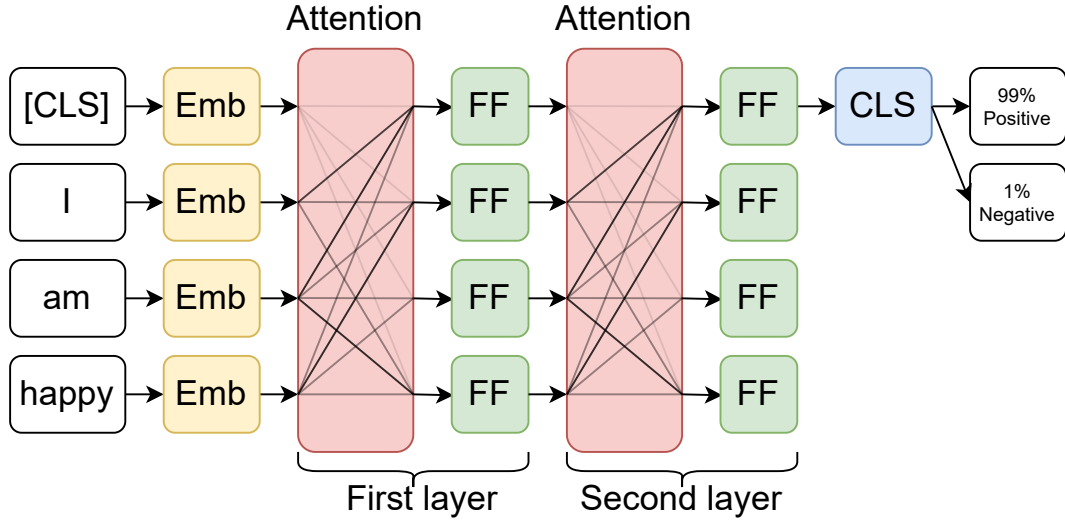 Attention Attention
[CLS] Emb FF FF CLS 99%
Positive
I Emb FF FF 1%
Negative
am Emb FF FF
happy Emb FF FF
First layer Second layer